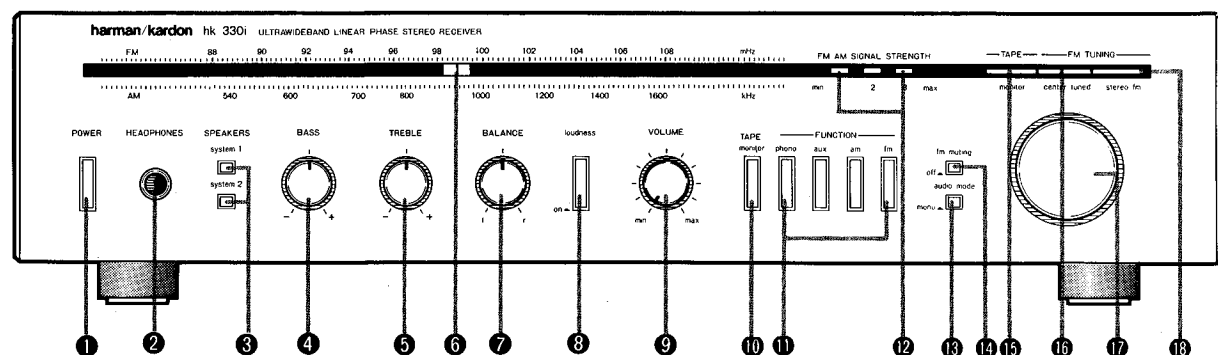 harman/kardon hk 330i ULTRAWIDEBAND LINEAR PHASE STEREO RECEIVER
FM 88 90 92 94 96 98 100 102 104 106 108 mHz
FM AM SIGNAL STRENGTH
TAPE FM TUNING
AM 540 600 700 800 1000 1200 1400 1600 kHz
min 2 3 max
monitor center tuned stereo fm
POWER HEADPHONES SPEAKERS BASS TREBLE BALANCE loudness VOLUME TAPE FUNCTION
system 1
monitor phono aux am fm
fm muting
off
system 2
audio mode
mono
on
- + - + l r min max
1 2 3 4 5 6 7 8 9 10 11 12 13 14 15 16 17 18